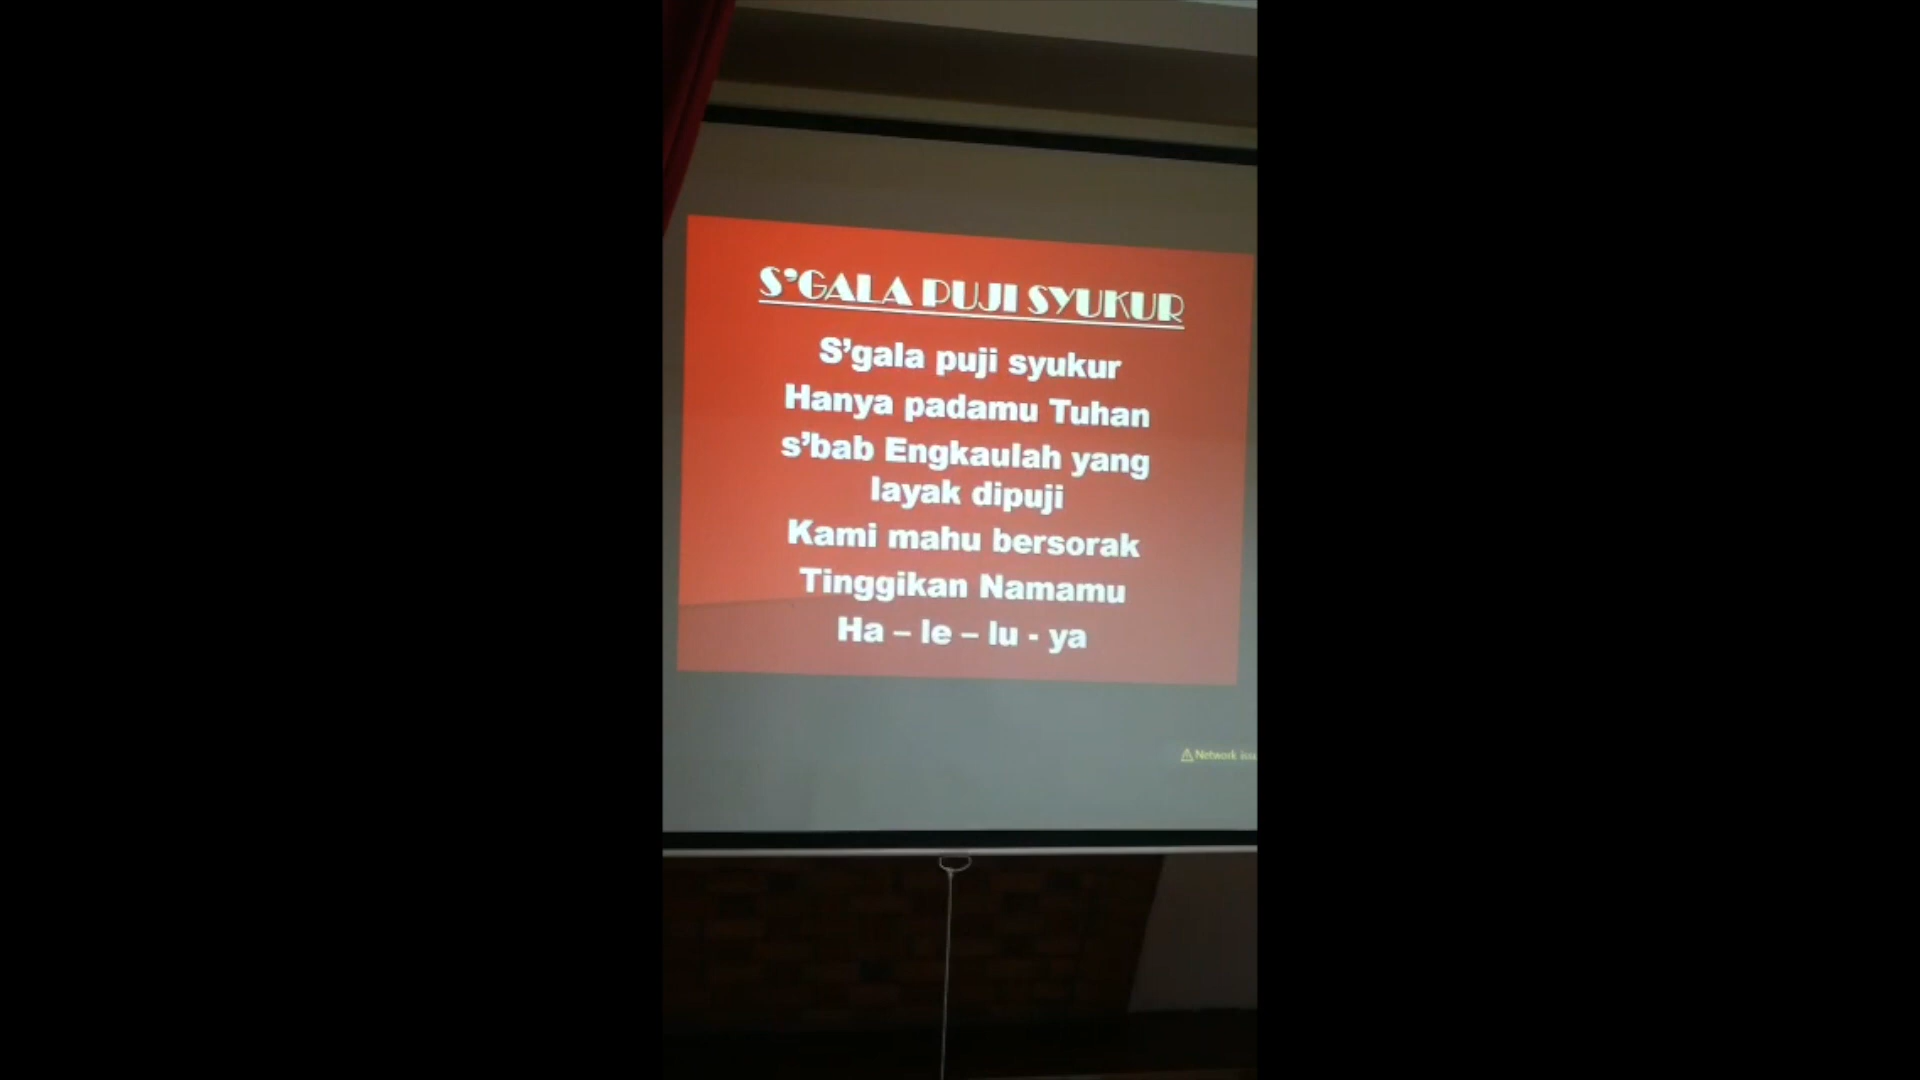 S'GALA PUJI SYUKUR
S'gala puji syukur
Hanya padamu Tuhan
s'bab Engkaulah yang
layak dipuji
Kami mahu bersorak
Tinggikan Namamu
Ha – le – lu - ya
Network